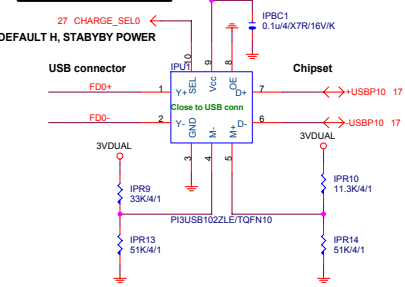 27 CHARGE_SEL0
DEFAULT H, STABYBY POWER
IPBC1
0.1u/4/X7R/16V/K
USB connector
IPU1
Chipset
10
9
8
SEL
Vcc
OE
FD0+
1
Y+
D+
7
+USBP10 17
Close to USB conn
FD0-
2
Y-
D-
6
-USBP10 17
GND
M-
M+
3
4
5
3VDUAL
3VDUAL
IPR9
33K/4/1
IPR10
11.3K/4/1
PI3USB102ZLE/TQFN10
IPR13
51K/4/1
IPR14
51K/4/1